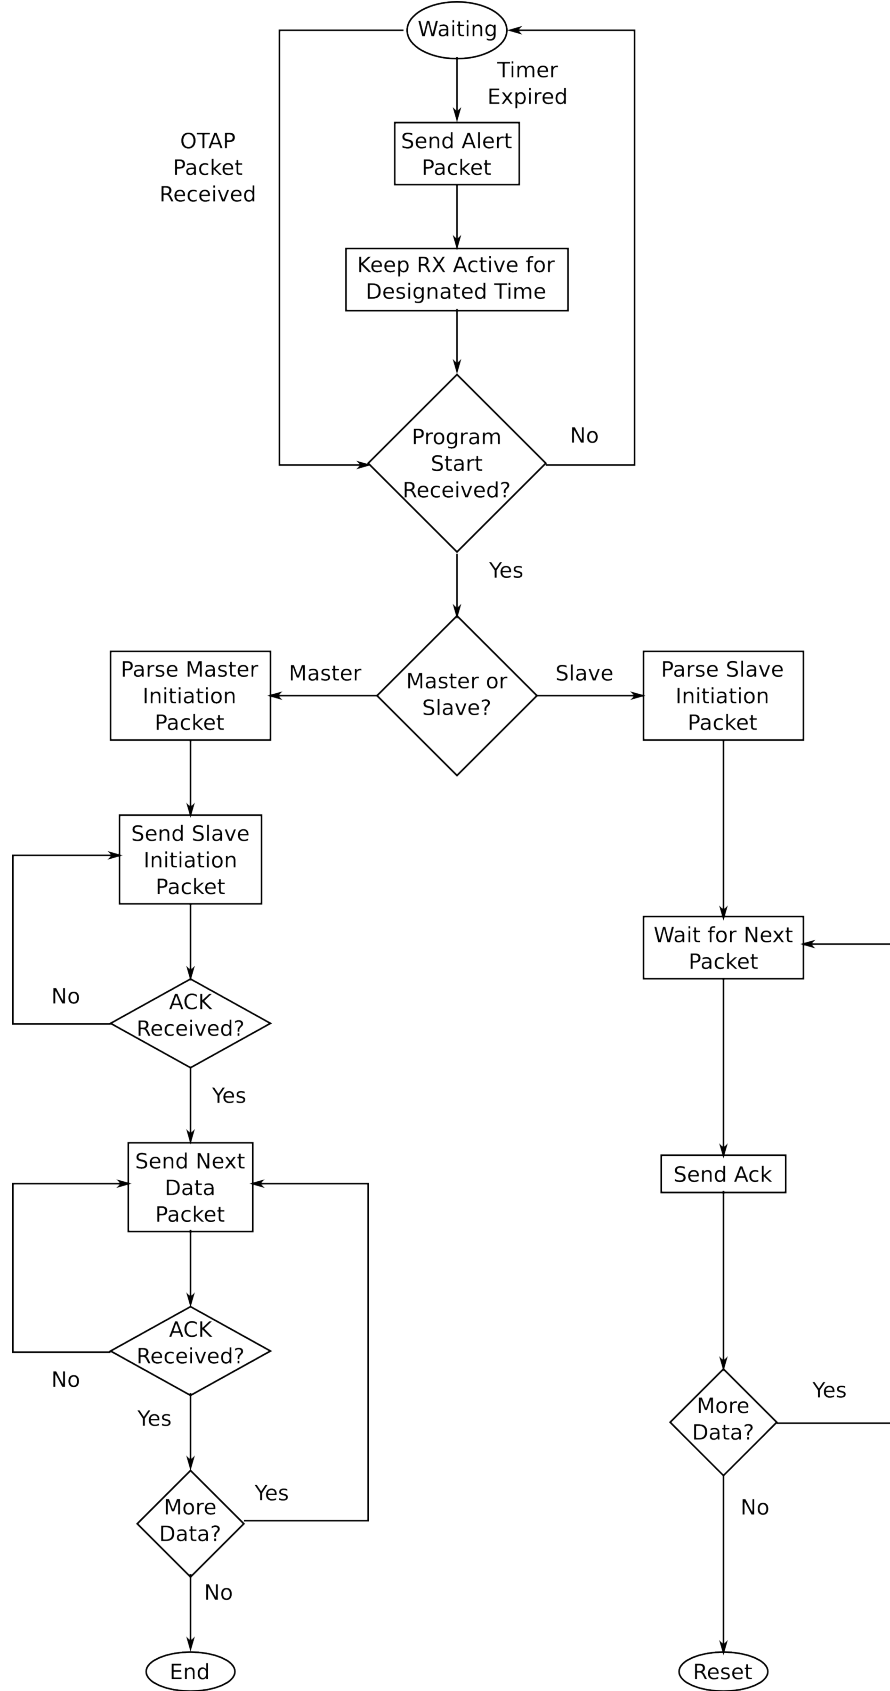 Waiting
Timer
Expired
OTAP
Packet
Received
Send Alert
Packet
Keep RX Active for
Designated Time
Program
Start
Received?
No
Yes
Parse Master
Initiation
Packet
Master
Master or
Slave?
Slave
Parse Slave
Initiation
Packet
Send Slave
Initiation
Packet
Wait for Next
Packet
No
ACK
Received?
Yes
Send Next
Data
Packet
Send Ack
ACK
Received?
No
Yes
More
Data?
Yes
More
Data?
Yes
No
No
End
Reset